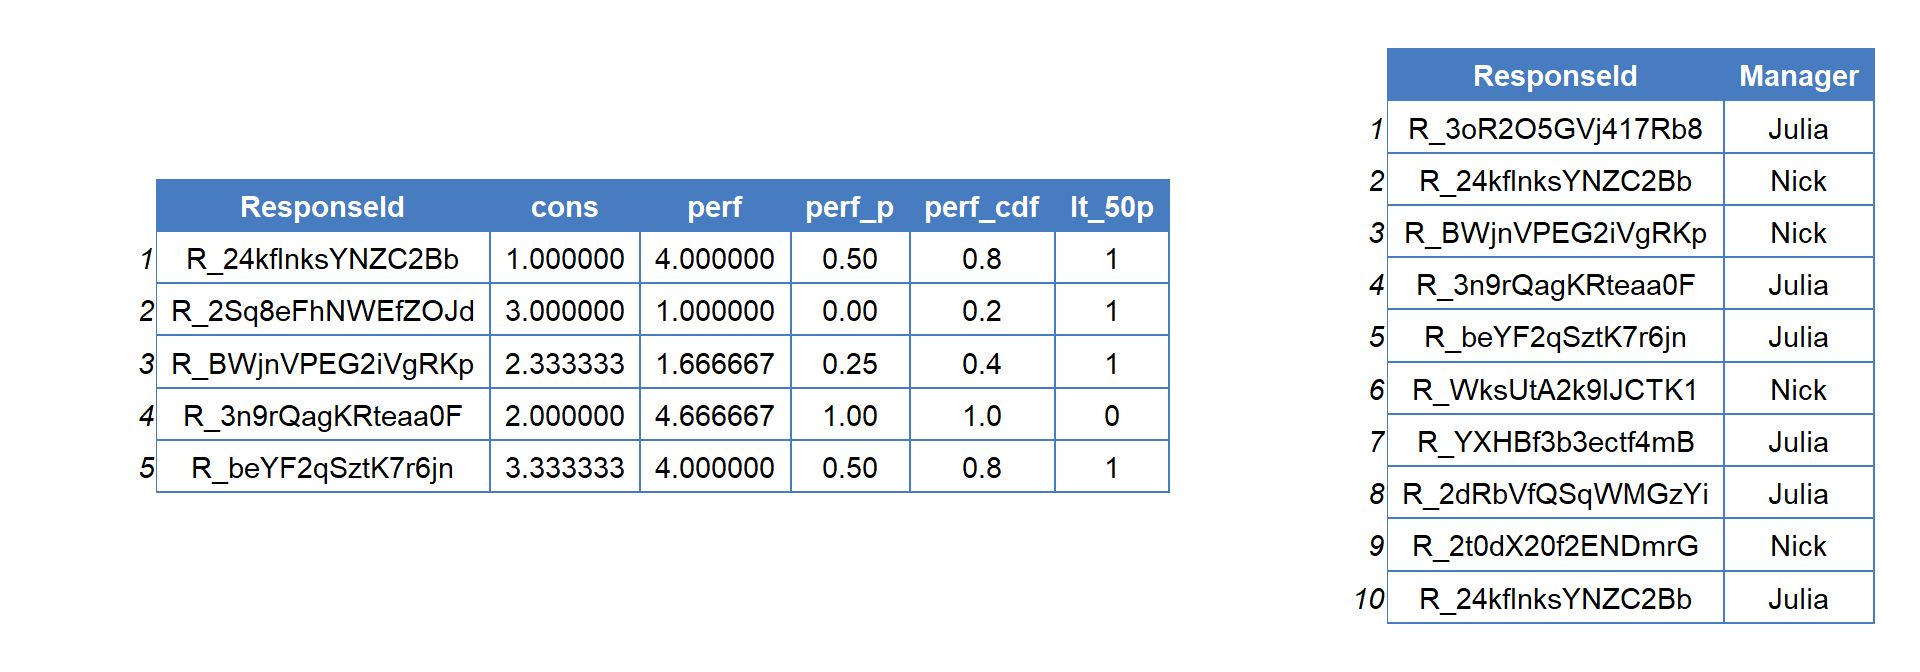 ResponseId cons perf perf_p perf_cdf lt_50p
1 R_24kflnksYNZC2Bb 1.000000 4.000000 0.50 0.8 1
2 R_2Sq8eFhNWEfZOJd 3.000000 1.000000 0.00 0.2 1
3 R_BWjnVPEG2iVgRKp 2.333333 1.666667 0.25 0.4 1
4 R_3n9rQagKRteaa0F 2.000000 4.666667 1.00 1.0 0
5 R_beYF2qSztK7r6jn 3.333333 4.000000 0.50 0.8 1
ResponseId Manager
1 R_3oR2O5GVj417Rb8 Julia
2 R_24kflnksYNZC2Bb Nick
3 R_BWjnVPEG2iVgRKp Nick
4 R_3n9rQagKRteaa0F Julia
5 R_beYF2qSztK7r6jn Julia
6 R_WksUtA2k9lJCTK1 Nick
7 R_YXHBf3b3ectf4mB Julia
8 R_2dRbVfQSqWMGzYi Julia
9 R_2t0dX20f2ENDmrG Nick
10 R_24kflnksYNZC2Bb Julia